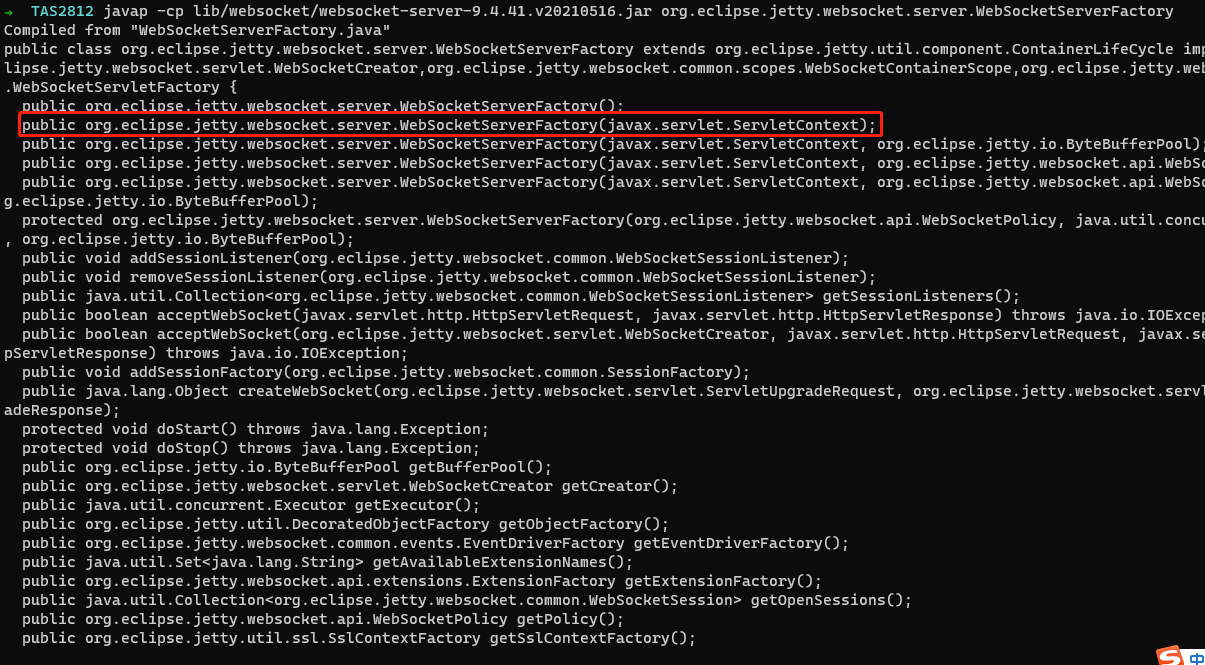 → TAS2812 javap -cp lib/websocket/websocket-server-9.4.41.v20210516.jar org.eclipse.jetty.websocket.server.WebSocketServerFactory
Compiled from "WebSocketServerFactory.java"
public class org.eclipse.jetty.websocket.server.WebSocketServerFactory extends org.eclipse.jetty.util.component.ContainerLifeCycle imp
lipse.jetty.websocket.servlet.WebSocketCreator,org.eclipse.jetty.websocket.common.scopes.WebSocketContainerScope,org.eclipse.jetty.web
.WebSocketServletFactory {
public org.eclipse.jetty.websocket.server.WebSocketServerFactory();
public org.eclipse.jetty.websocket.server.WebSocketServerFactory(javax.servlet.ServletContext);
public org.eclipse.jetty.websocket.server.WebSocketServerFactory(javax.servlet.ServletContext, org.eclipse.jetty.io.ByteBufferPool);
public org.eclipse.jetty.websocket.server.WebSocketServerFactory(javax.servlet.ServletContext, org.eclipse.jetty.websocket.api.WebSo
public org.eclipse.jetty.websocket.server.WebSocketServerFactory(javax.servlet.ServletContext, org.eclipse.jetty.websocket.api.WebSo
g.eclipse.jetty.io.ByteBufferPool);
protected org.eclipse.jetty.websocket.server.WebSocketServerFactory(org.eclipse.jetty.websocket.api.WebSocketPolicy, java.util.concu
, org.eclipse.jetty.io.ByteBufferPool);
public void addSessionListener(org.eclipse.jetty.websocket.common.WebSocketSessionListener);
public void removeSessionListener(org.eclipse.jetty.websocket.common.WebSocketSessionListener);
public java.util.Collection<org.eclipse.jetty.websocket.common.WebSocketSessionListener> getSessionListeners();
public boolean acceptWebSocket(javax.servlet.http.HttpServletRequest, javax.servlet.http.HttpServletResponse) throws java.io.IOExcep
public boolean acceptWebSocket(org.eclipse.jetty.websocket.servlet.WebSocketCreator, javax.servlet.http.HttpServletRequest, javax.se
pServletResponse) throws java.io.IOException;
public void addSessionFactory(org.eclipse.jetty.websocket.common.SessionFactory);
public java.lang.Object createWebSocket(org.eclipse.jetty.websocket.servlet.ServletUpgradeRequest, org.eclipse.jetty.websocket.servl
adeResponse);
protected void doStart() throws java.lang.Exception;
protected void doStop() throws java.lang.Exception;
public org.eclipse.jetty.io.ByteBufferPool getBufferPool();
public org.eclipse.jetty.websocket.servlet.WebSocketCreator getCreator();
public java.util.concurrent.Executor getExecutor();
public org.eclipse.jetty.util.DecoratedObjectFactory getObjectFactory();
public org.eclipse.jetty.websocket.common.events.EventDriverFactory getEventDriverFactory();
public java.util.Set<java.lang.String> getAvailableExtensionNames();
public org.eclipse.jetty.websocket.api.extensions.ExtensionFactory getExtensionFactory();
public java.util.Collection<org.eclipse.jetty.websocket.common.WebSocketSession> getOpenSessions();
public org.eclipse.jetty.websocket.api.WebSocketPolicy getPolicy();
public org.eclipse.jetty.util.ssl.SslContextFactory getSslContextFactory();
S 中